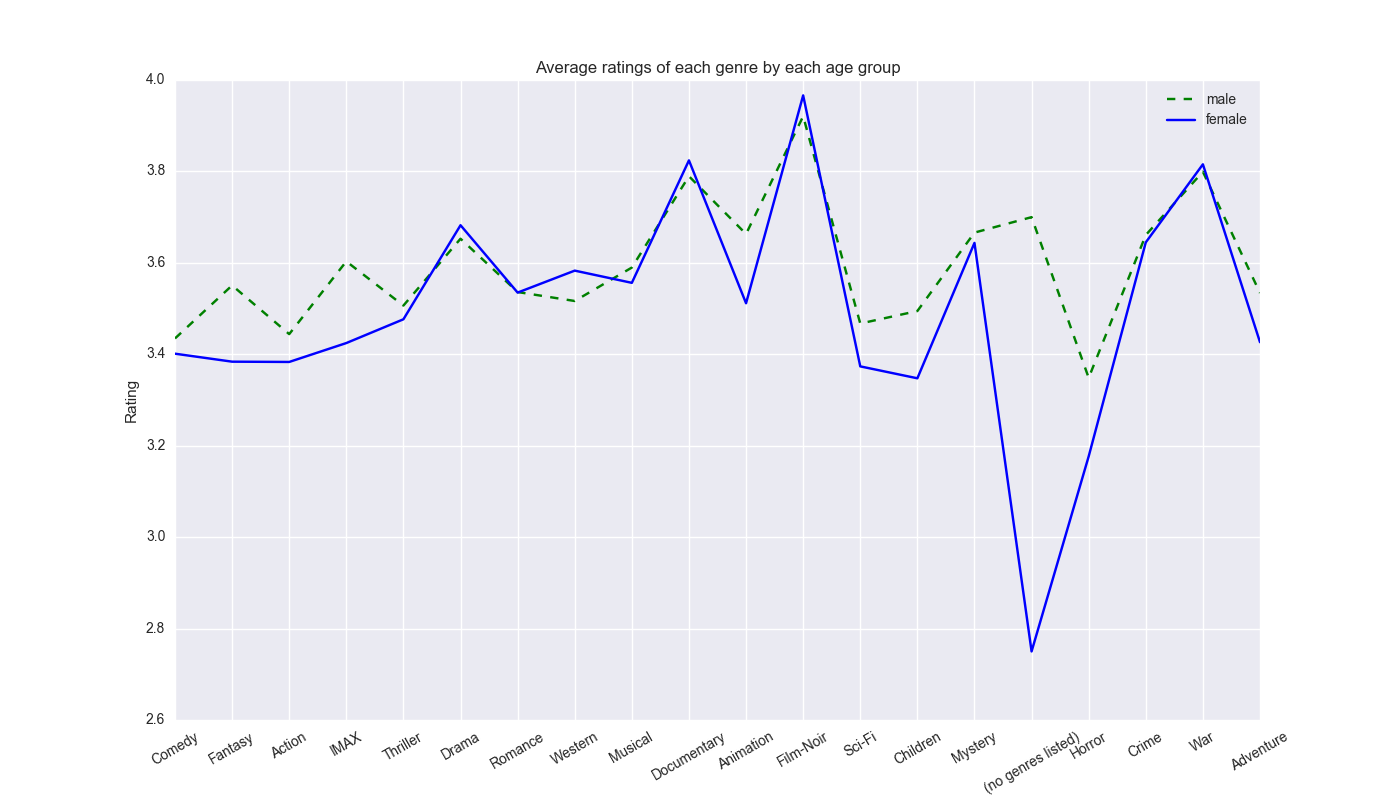 Average ratings of each genre by each age group
male
female
4.0
3.8
3.6
3.4
3.2
3.0
2.8
2.6
Rating
Comedy
Fantasy
Action
IMAX
Thriller
Drama
Romance
Western
Musical
Documentary
Animation
Film-Noir
Sci-Fi
Children
Mystery
(no genres listed)
Horror
Crime
War
Adventure